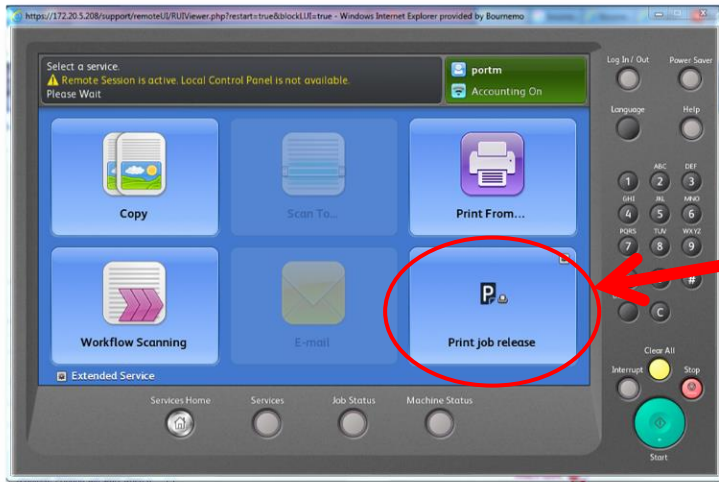 https://172.20.5.208/support/remoteUI/RUIViewer.php?restart=true&blockLUI=true - Windows Internet Explorer provided by Bournemo
Select a service.
Remote Session is active. Local Control Panel is not available.
Please Wait
portm
Accounting On
Log In / Out
Power Saver
Language
Help
Copy
Scan To...
Print From...
ABC DEF
1 2 3
GHI JKL MNO
4 5 6
PQRS TUV WXYZ
7 8 9
#
C
P
Workflow Scanning
E-mail
Print job release
Extended Service
Clear All
Interrupt
Stop
Start
Services Home
Services
Job Status
Machine Status